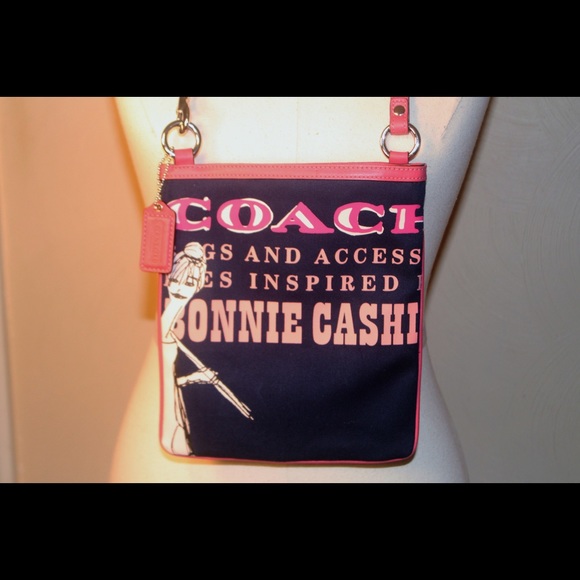 COACH
GS AND ACCESS
ES INSPIRED
BONNIE CASHI